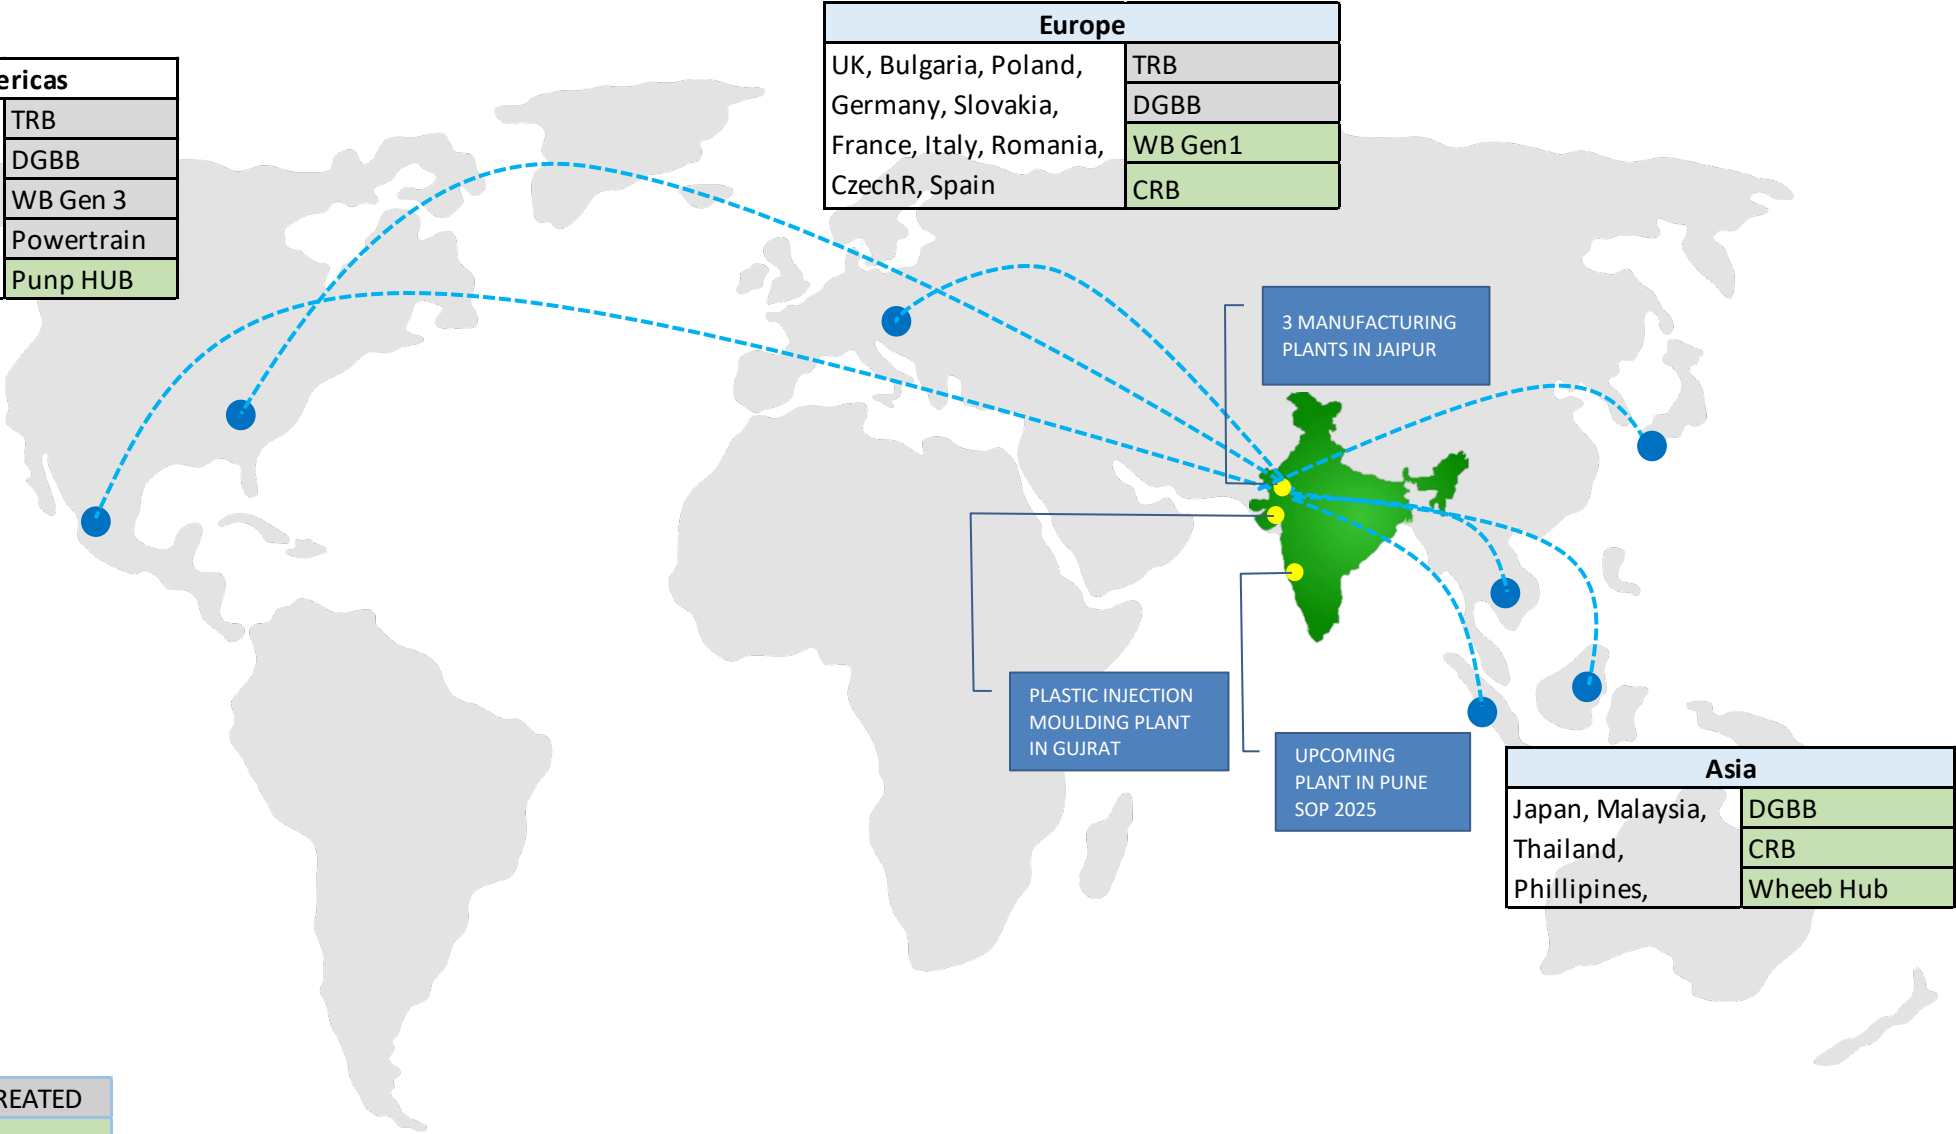 Europe
UK, Bulgaria, Poland,
Germany, Slovakia,
France, Italy, Romania,
CzechR, Spain
TRB
DGBB
WB Gen1
CRB
ericas
TRB
DGBB
WB Gen 3
Powertrain
Punp HUB
3 MANUFACTURING
PLANTS IN JAIPUR
PLASTIC INJECTION
MOULDING PLANT
IN GUJRAT
UPCOMING
PLANT IN PUNE
SOP 2025
Asia
Japan, Malaysia,
Thailand,
Phillipines,
DGBB
CRB
Wheeb Hub
REATED